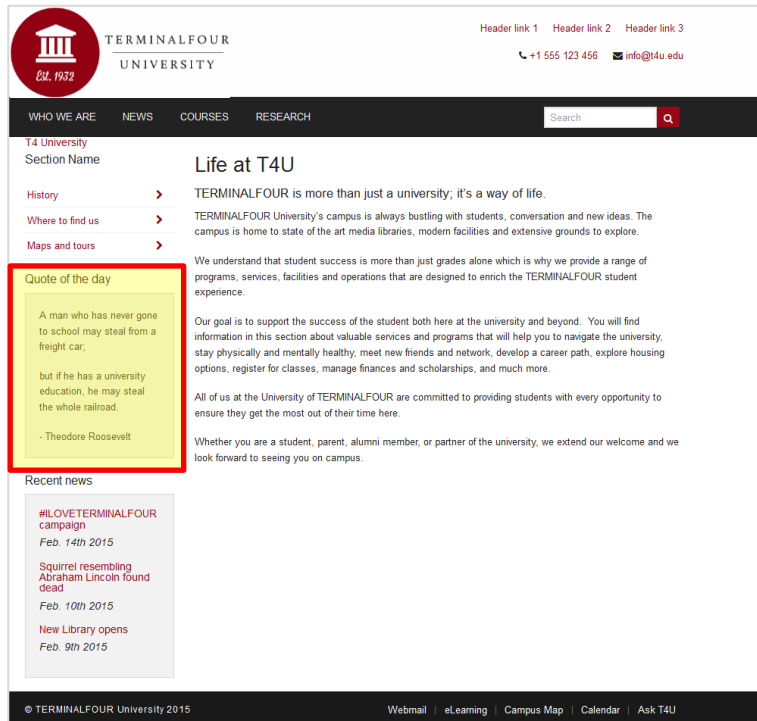 TERMINALFOUR
UNIVERSITY
Est. 1932
Header link 1 Header link 2 Header link 3
+1 555 123 456 info@t4u.edu
WHO WE ARE NEWS COURSES RESEARCH Search
T4 University
Section Name
History
Where to find us
Maps and tours
Quote of the day
A man who has never gone
to school may steal from a
freight car;
but if he has a university
education, he may steal
the whole railroad.
- Theodore Roosevelt
Recent news
#ILOVETERMINALFOUR
campaign
Feb. 14th 2015
Squirrel resembling
Abraham Lincoln found
dead
Feb. 10th 2015
New Library opens
Feb. 9th 2015
Life at T4U
TERMINALFOUR is more than just a university; it's a way of life.
TERMINALFOUR University's campus is always bustling with students, conversation and new ideas. The
campus is home to state of the art media libraries, modern facilities and extensive grounds to explore.
We understand that student success is more than just grades alone which is why we provide a range of
programs, services, facilities and operations that are designed to enrich the TERMINALFOUR student
experience.
Our goal is to support the success of the student both here at the university and beyond. You will find
information in this section about valuable services and programs that will help you to navigate the university,
stay physically and mentally healthy, meet new friends and network, develop a career path, explore housing
options, register for classes, manage finances and scholarships, and much more.
All of us at the University of TERMINALFOUR are committed to providing students with every opportunity to
ensure they get the most out of their time here.
Whether you are a student, parent, alumni member, or partner of the university, we extend our welcome and we
look forward to seeing you on campus.
© TERMINALFOUR University 2015 Webmail | eLearning | Campus Map | Calendar | Ask T4U